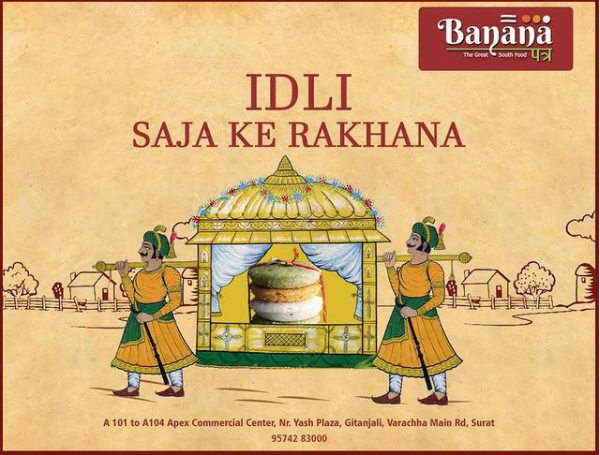 Banana
The Great South Food पत्र
IDLI
SAJA KE RAKHANA
A 101 to A104 Apex Commercial Center, Nr. Yash Plaza, Gitanjali, Varachha Main Rd, Surat
95742 83000